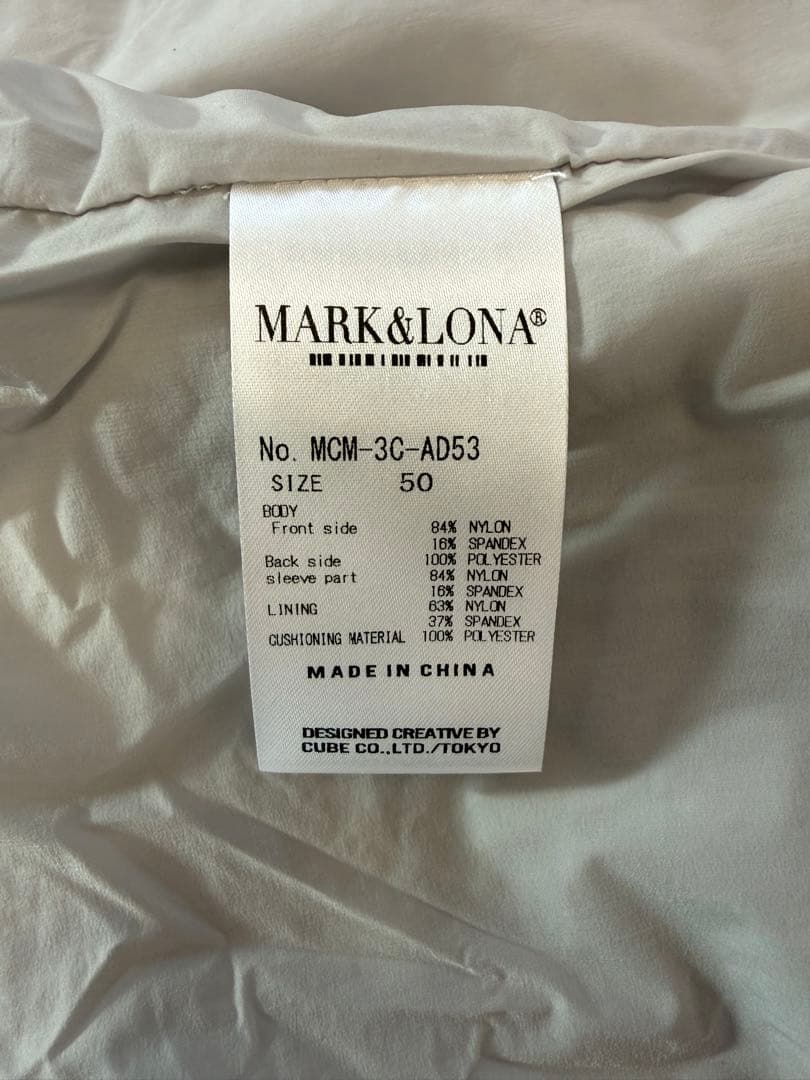 MARK&LONA®
No. MCM-3C-AD53
SIZE 50
BODY
Front side 84% NYLON
16% SPANDEX
Back side 100% POLYESTER
sleeve part 84% NYLON
16% SPANDEX
LINING 63% NYLON
37% SPANDEX
CUSHIONING MATERIAL 100% POLYESTER
MADE IN CHINA
DESIGNED CREATIVE BY
CUBE CO.,LTD./TOKYO